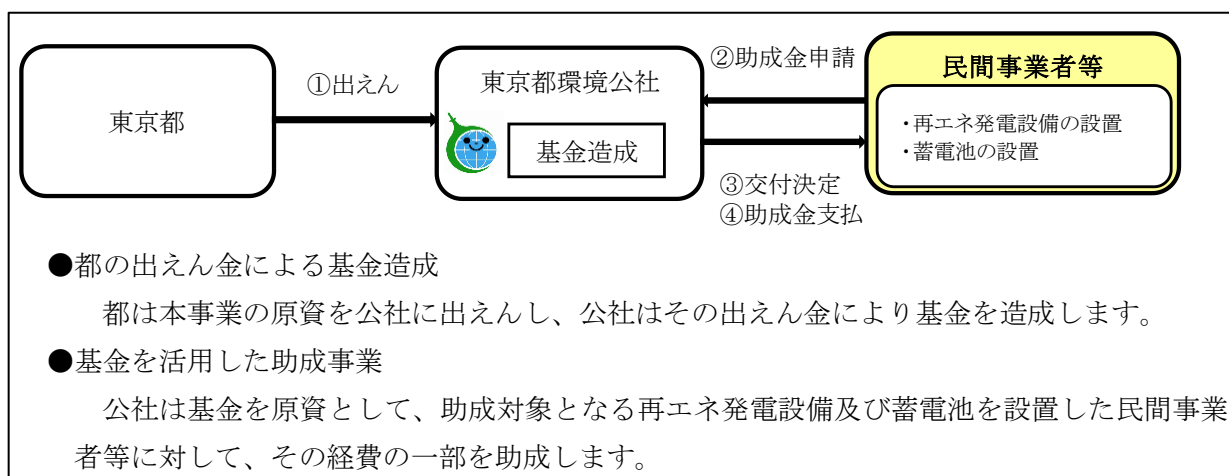 東京都
①出えん
東京都環境公社
基金造成
②助成金申請
③交付決定
④助成金支払
民間事業者等
・再エネ発電設備の設置
・蓄電池の設置
●都の出えん金による基金造成
都は本事業の原資を公社に出えんし、公社はその出えん金により基金を造成します。
●基金を活用した助成事業
公社は基金を原資として、助成対象となる再エネ発電設備及び蓄電池を設置した民間事業
者等に対して、その経費の一部を助成します。